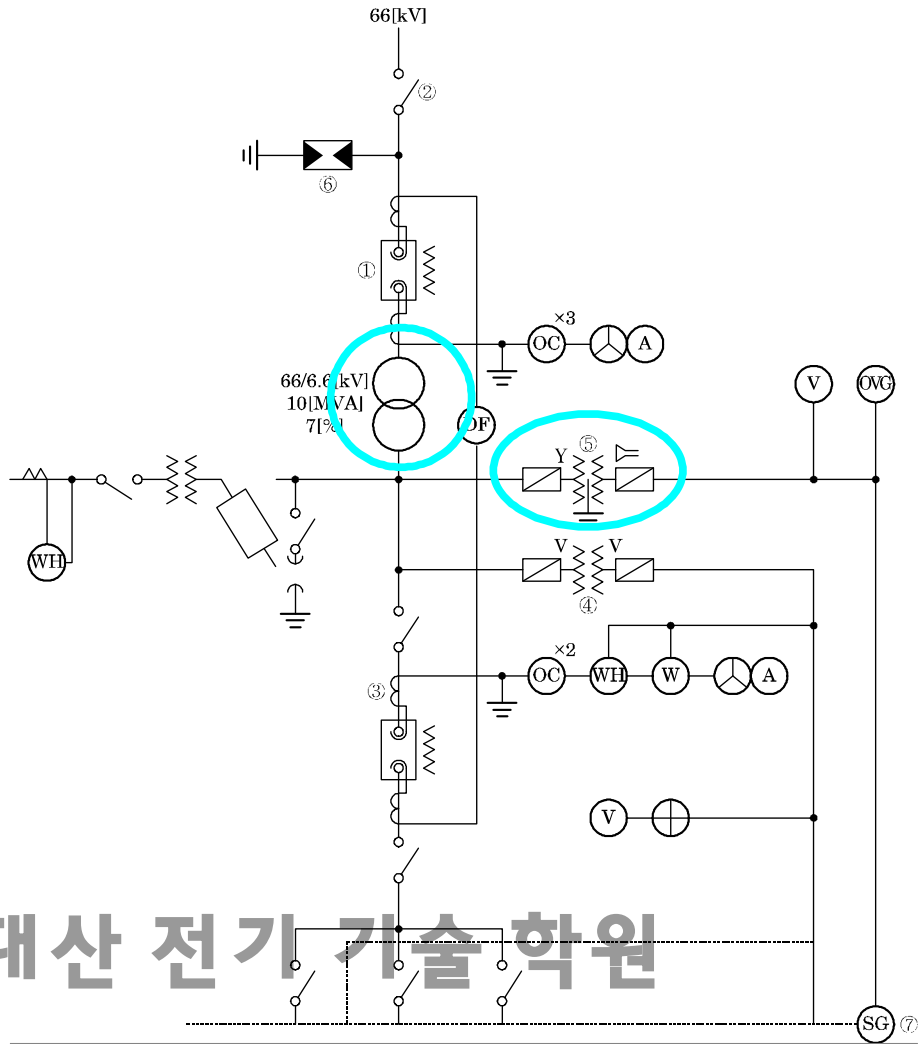 66[kV]
②
⑥
①
×3
OC
A
66/6.6[kV]
10[MVA]
7[%]
DF
V
OVG
⑤
Y
WH
V
V
④
×2
③
OC
WH
W
A
V
대산 전기 기술 학원
SG
⑦